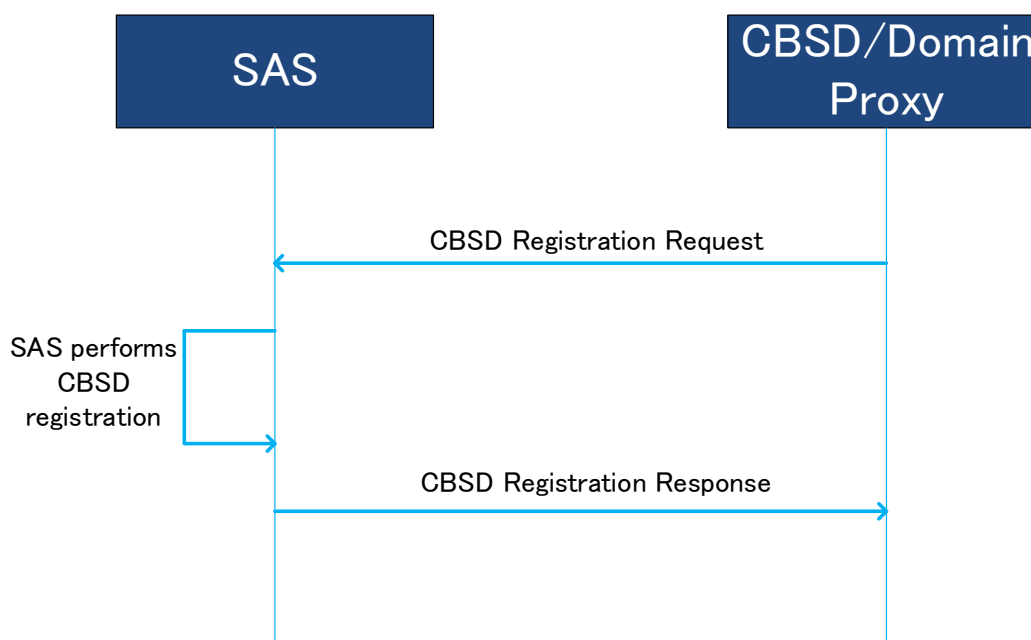 SAS
CBSD/Domain
Proxy
CBSD Registration Request
SAS performs
CBSD
registration
CBSD Registration Response